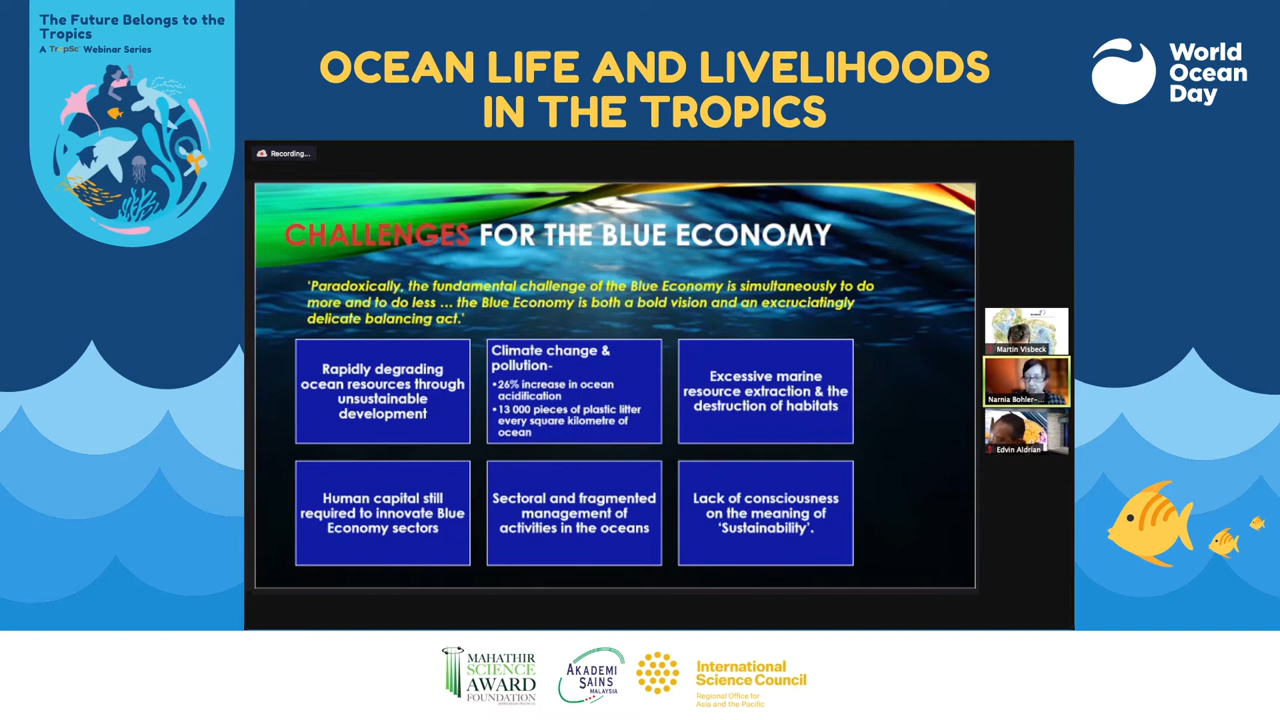 The Future Belongs to the
Tropics
A TropSc Webinar Series
OCEAN LIFE AND LIVELIHOODS
IN THE TROPICS
World
Ocean
Day
Recording...
CHALLENGES FOR THE BLUE ECONOMY
'Paradoxically, the fundamental challenge of the Blue Economy is simultaneously to do
more and to do less ... the Blue Economy is both a bold vision and an excruciatingly
delicate balancing act.'
Rapidly degrading
ocean resources through
unsustainable
development
Climate change &
pollution-
•26% increase in ocean
acidification
•13 000 pieces of plastic litter
every square kilometre of
ocean
Excessive marine
resource extraction & the
destruction of habitats
Human capital still
required to innovate Blue
Economy sectors
Sectoral and fragmented
management of
activities in the oceans
Lack of consciousness
on the meaning of
'Sustainability'.
Martin Visbeck
Narnia Bohler-...
Edvin Aldrian
MAHATHIR
SCIENCE
AWARD
FOUNDATION
AKADEMI
SAINS
MALAYSIA
International
Science Council
Regional Office for
Asia and the Pacific